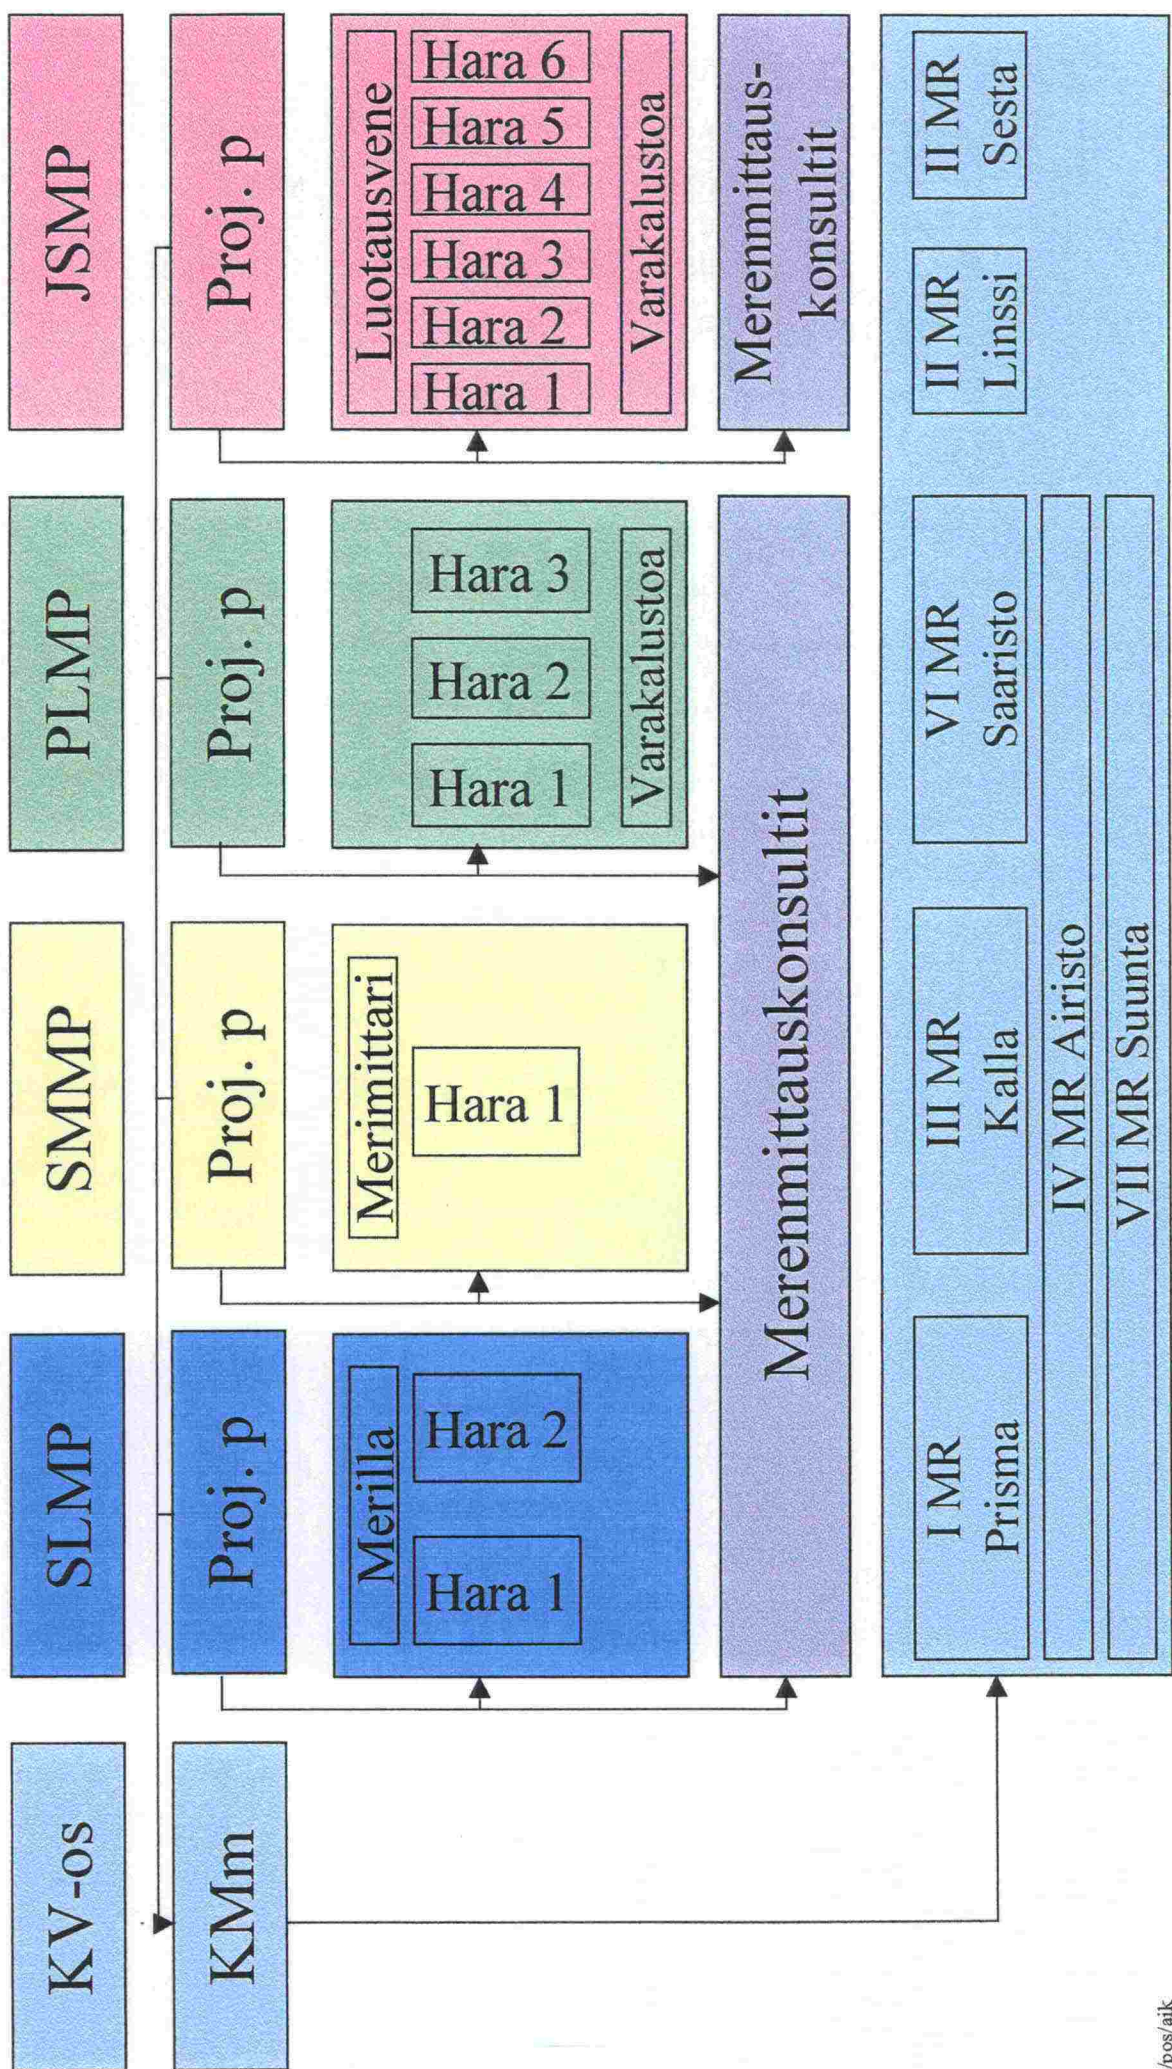 KV-os
SLMP
SMMP
PLMP
JSMP
KMm
Proj. p
Proj. p
Proj. p
Proj. p
Merilla
Hara 1
Hara 2
Merimittari
Hara 1
Hara 1
Hara 2
Hara 3
Varakalustoa
Luotausvene
Hara 1
Hara 2
Hara 3
Hara 4
Hara 5
Hara 6
Varakalustoa
Merenmittauskonsultit
Merenmittaus-
konsultit
I MR
Prisma
III MR
Kalla
VI MR
Saaristo
II MR
Linssi
II MR
Sesta
IV MR Airisto
VII MR Suunta